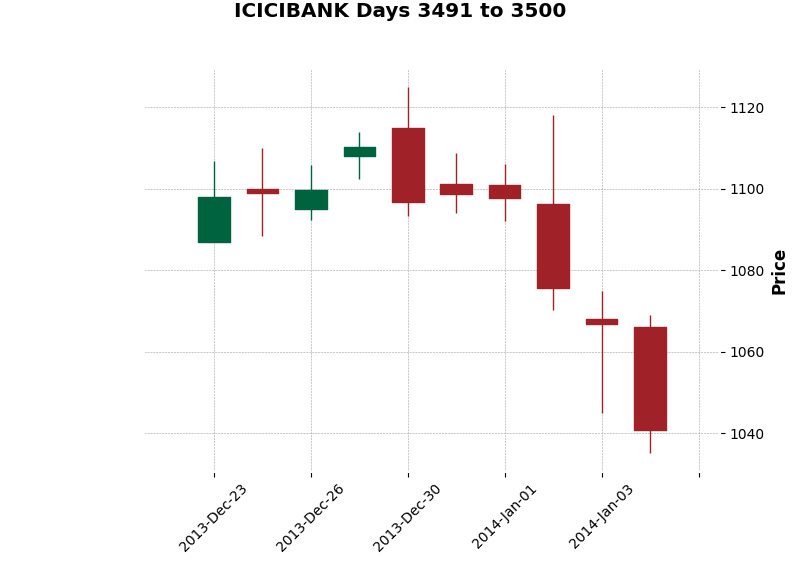 ICICIBANK Days 3491 to 3500
1120
1100
1080
1060
1040
Price
2013-Dec-23
2013-Dec-26
2013-Dec-30
2014-Jan-01
2014-Jan-03